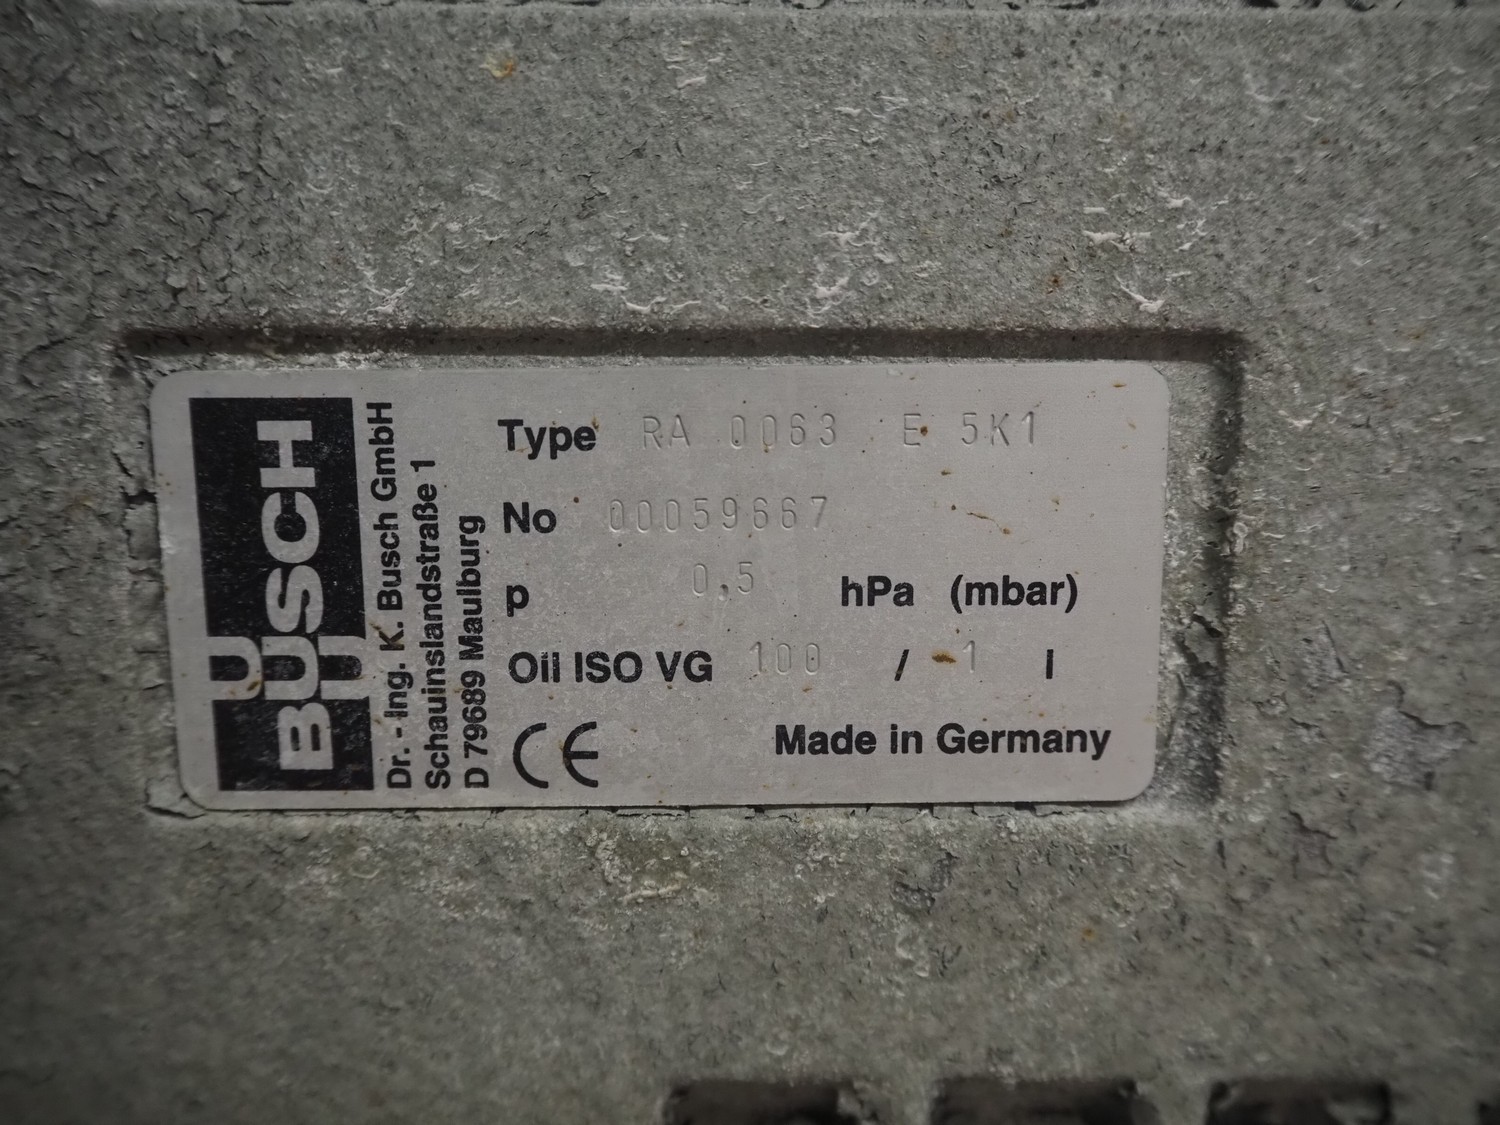 BUSCH
Dr. - Ing. K. Busch GmbH
Schauinslandstraße 1
D 79689 Maulburg
Type RA 0063 E 5K1
No 00059667
p 0,5 hPa (mbar)
Oil ISO VG 100 / 1 l
CE
Made in Germany